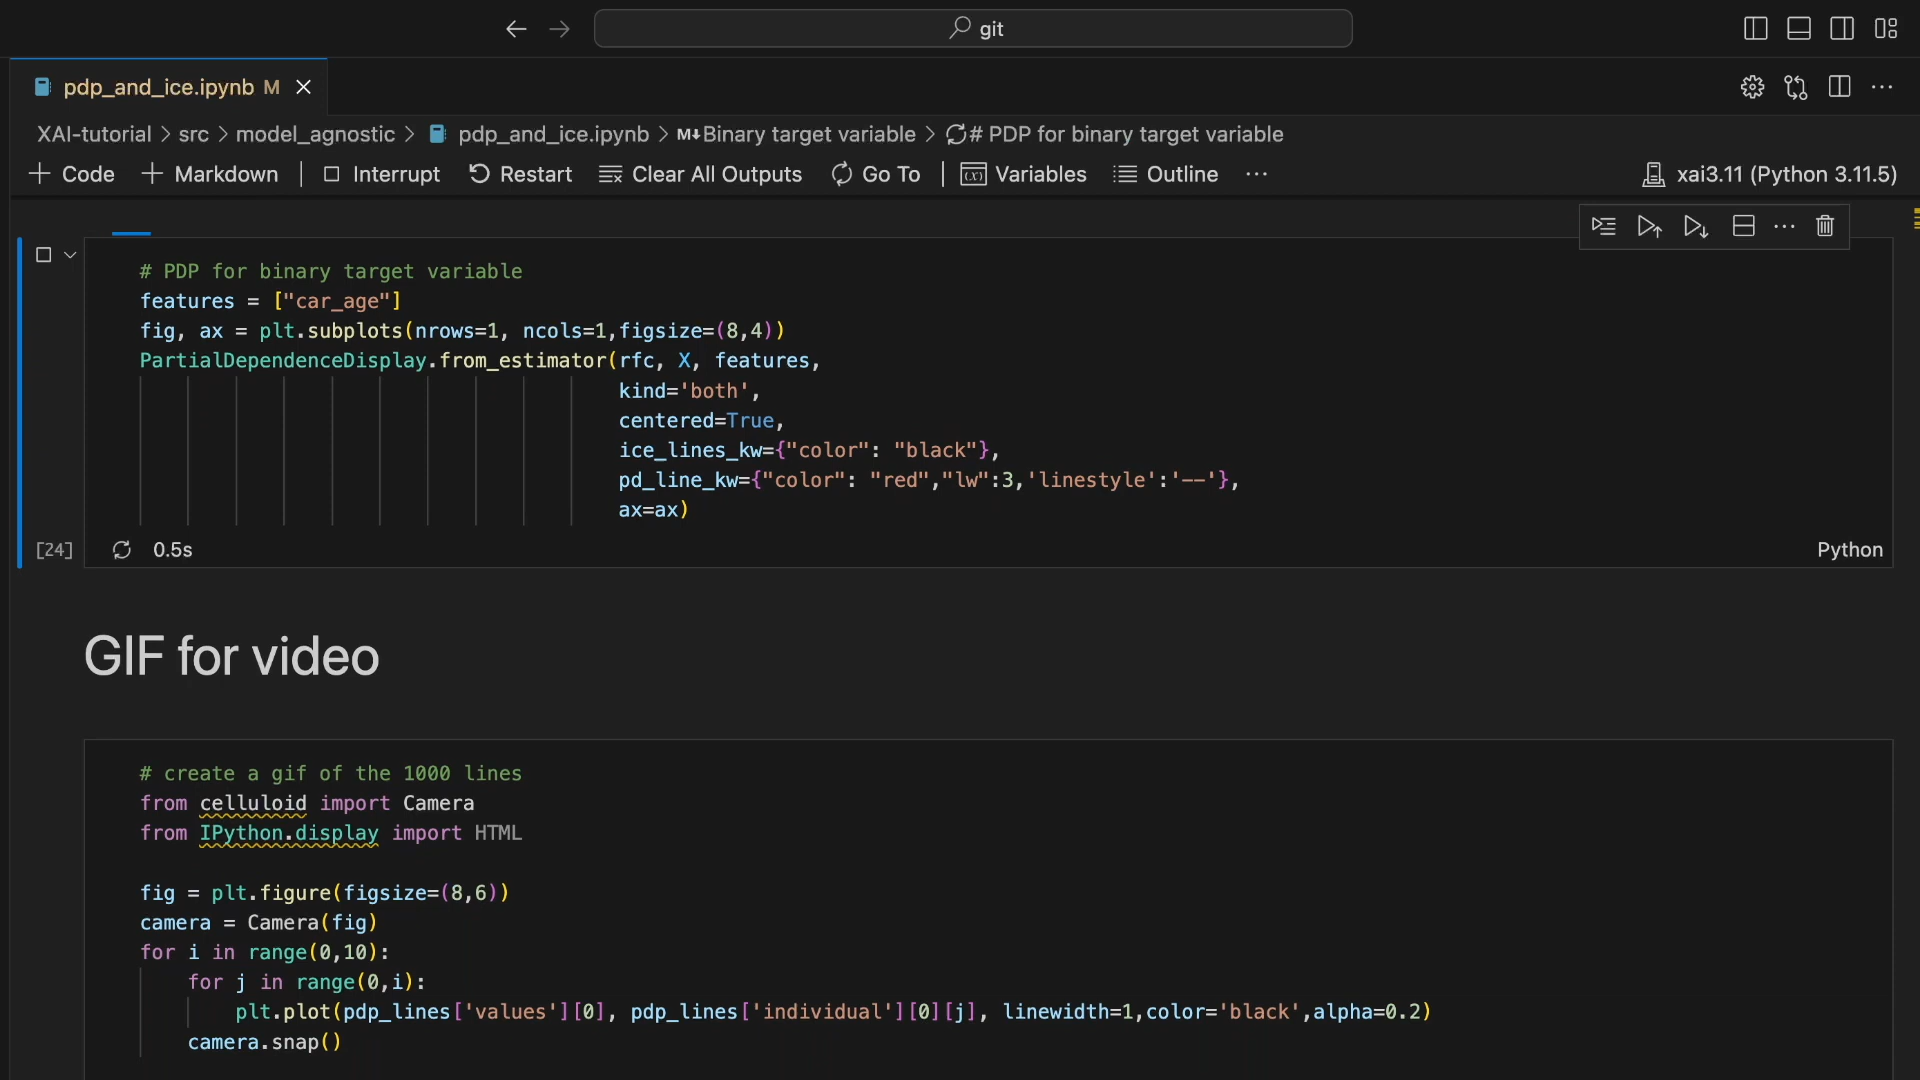 git
pdp_and_ice.ipynb M
XAI-tutorial > src > model_agnostic > pdp_and_ice.ipynb > M↓Binary target variable > # PDP for binary target variable
+ Code + Markdown | Interrupt Restart Clear All Outputs Go To | Variables Outline ··· xai3.11 (Python 3.11.5)
# PDP for binary target variable
features = ["car_age"]
fig, ax = plt.subplots(nrows=1, ncols=1,figsize=(8,4))
PartialDependenceDisplay.from_estimator(rfc, X, features,
kind='both',
centered=True,
ice_lines_kw={"color": "black"},
pd_line_kw={"color": "red","lw":3,'linestyle':'--'},
ax=ax)
[24] 0.5s Python
GIF for video
# create a gif of the 1000 lines
from celluloid import Camera
from IPython.display import HTML
fig = plt.figure(figsize=(8,6))
camera = Camera(fig)
for i in range(0,10):
for j in range(0,i):
plt.plot(pdp_lines['values'][0], pdp_lines['individual'][0][j], linewidth=1,color='black',alpha=0.2)
camera.snap()